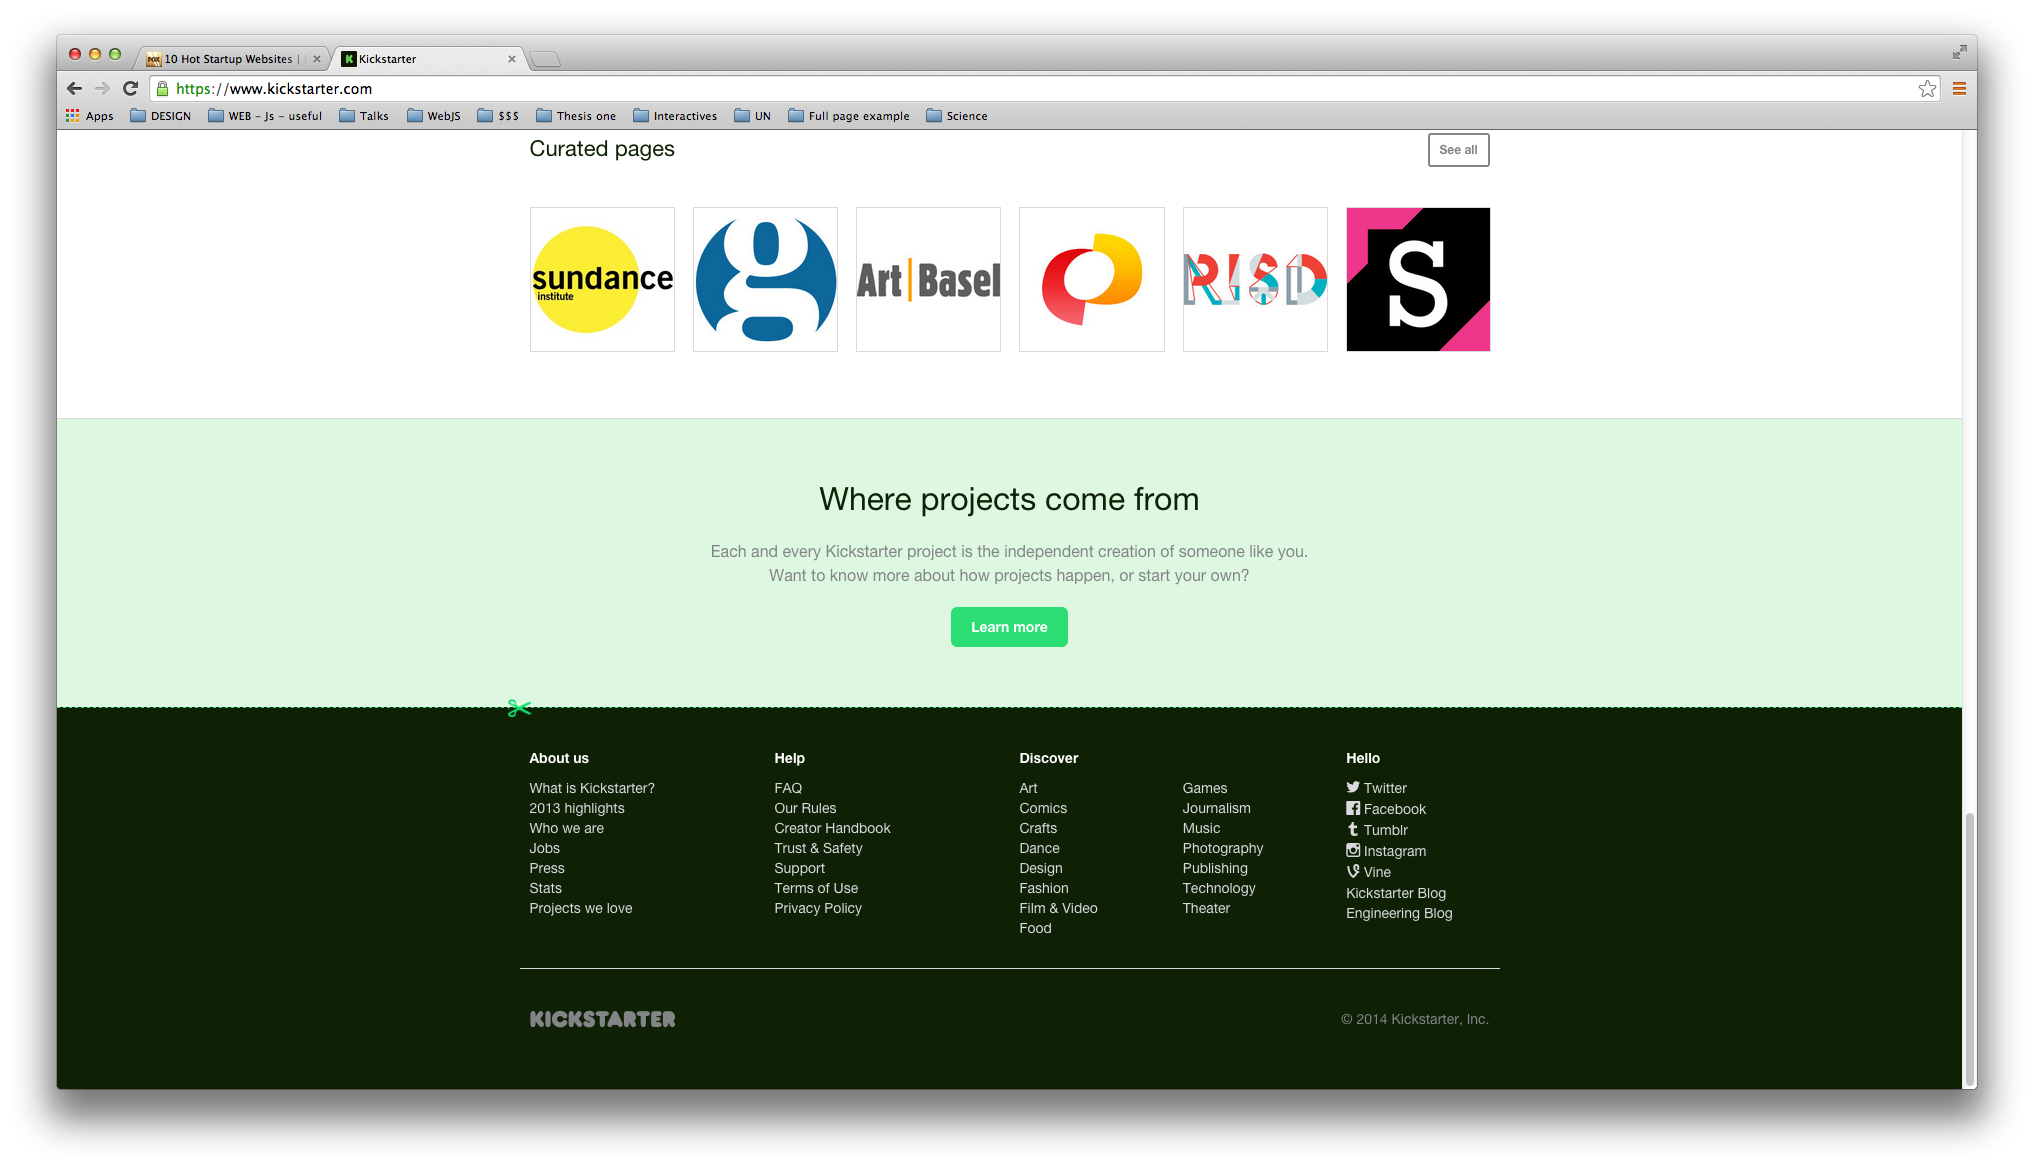 10 Hot Startup Websites |
Kickstarter
https://www.kickstarter.com
Apps DESIGN WEB - Js - useful Talks WebJS $$$ Thesis one Interactives UN Full page example Science
Curated pages
See all
sundance
institute
g
Art|Basel
RISD
S
Where projects come from
Each and every Kickstarter project is the independent creation of someone like you.
Want to know more about how projects happen, or start your own?
Learn more
About us
What is Kickstarter?
2013 highlights
Who we are
Jobs
Press
Stats
Projects we love
Help
FAQ
Our Rules
Creator Handbook
Trust & Safety
Support
Terms of Use
Privacy Policy
Discover
Art
Comics
Crafts
Dance
Design
Fashion
Film & Video
Food
Games
Journalism
Music
Photography
Publishing
Technology
Theater
Hello
Twitter
Facebook
Tumblr
Instagram
Vine
Kickstarter Blog
Engineering Blog
KICKSTARTER
© 2014 Kickstarter, Inc.